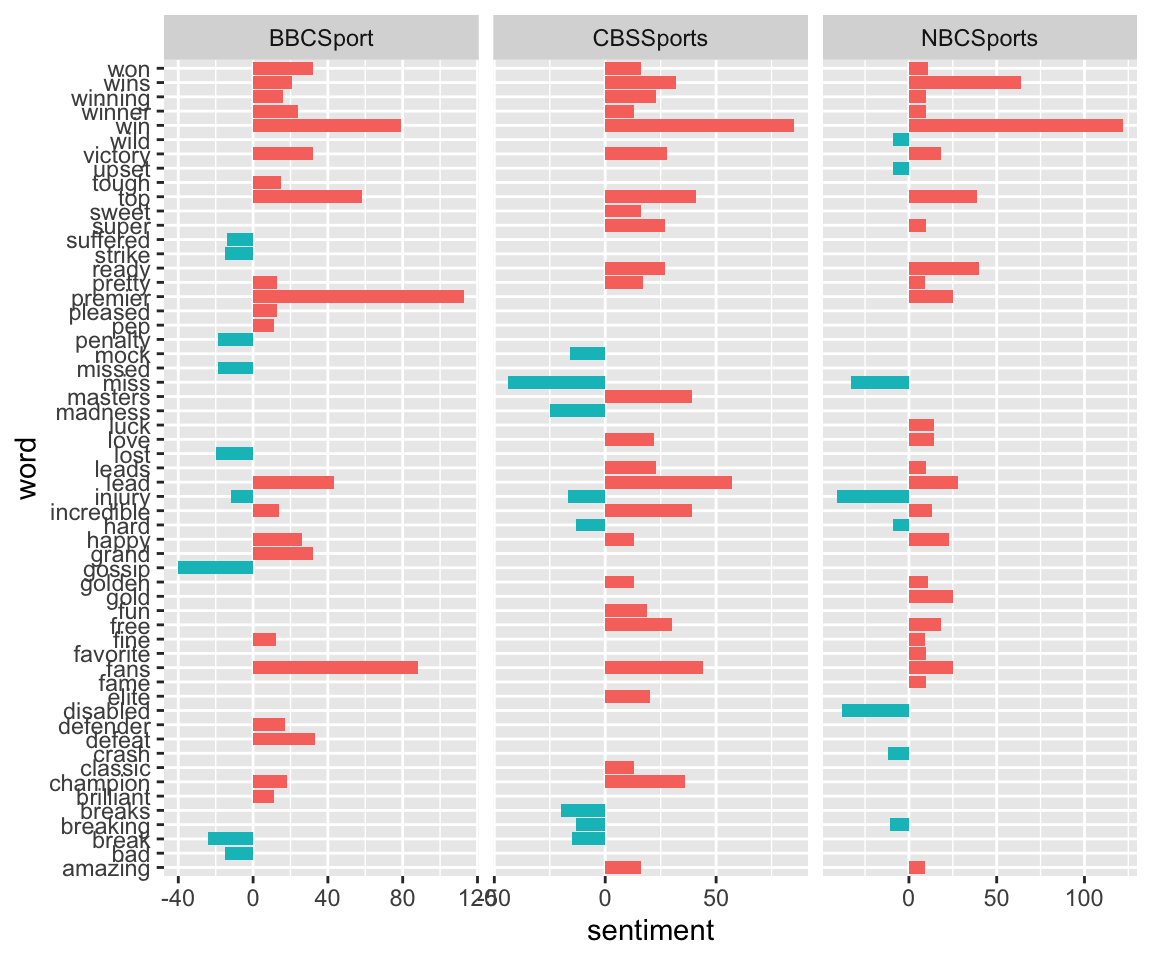 BBCSport CBSSports NBCSports
won
wins
winning
winner
win
wild
victory
upset
tough
top
sweet
super
suffered
strike
ready
pretty
premier
pleased
pep
penalty
mock
missed
miss
masters
madness
luck
love
lost
leads
lead
injury
incredible
hard
happy
grand
gossip
golden
gold
fun
free
fine
favorite
fans
fame
elite
disabled
defender
defeat
crash
classic
champion
brilliant
breaks
breaking
break
bad
amazing
word
-40 0 40 80 120 -50 0 50 0 50 100
sentiment